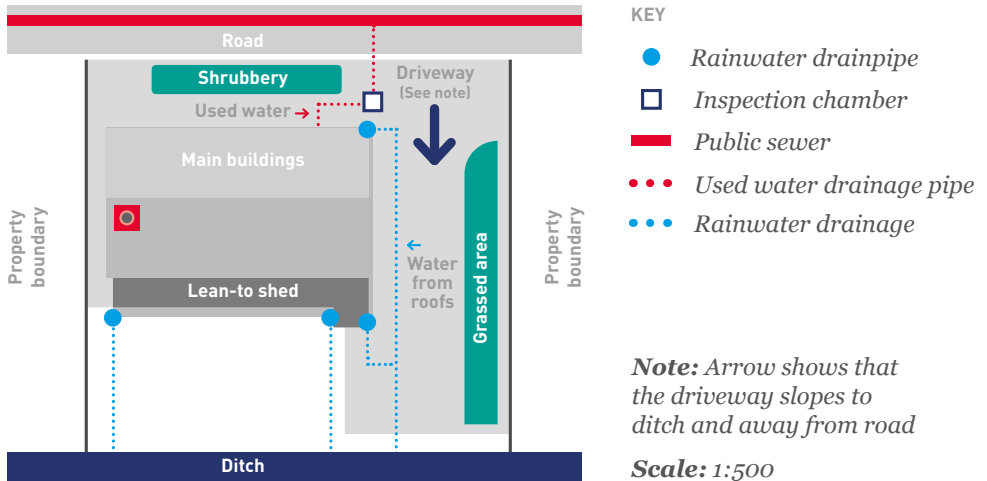 Road
Shrubbery
Driveway
(See note)
Used water →
Main buildings
Property
boundary
← 
Water
from
roofs
Grassed area
Property
boundary
Lean-to shed
Ditch
KEY
Rainwater drainpipe
Inspection chamber
Public sewer
Used water drainage pipe
Rainwater drainage
Note: Arrow shows that
the driveway slopes to
ditch and away from road
Scale: 1:500